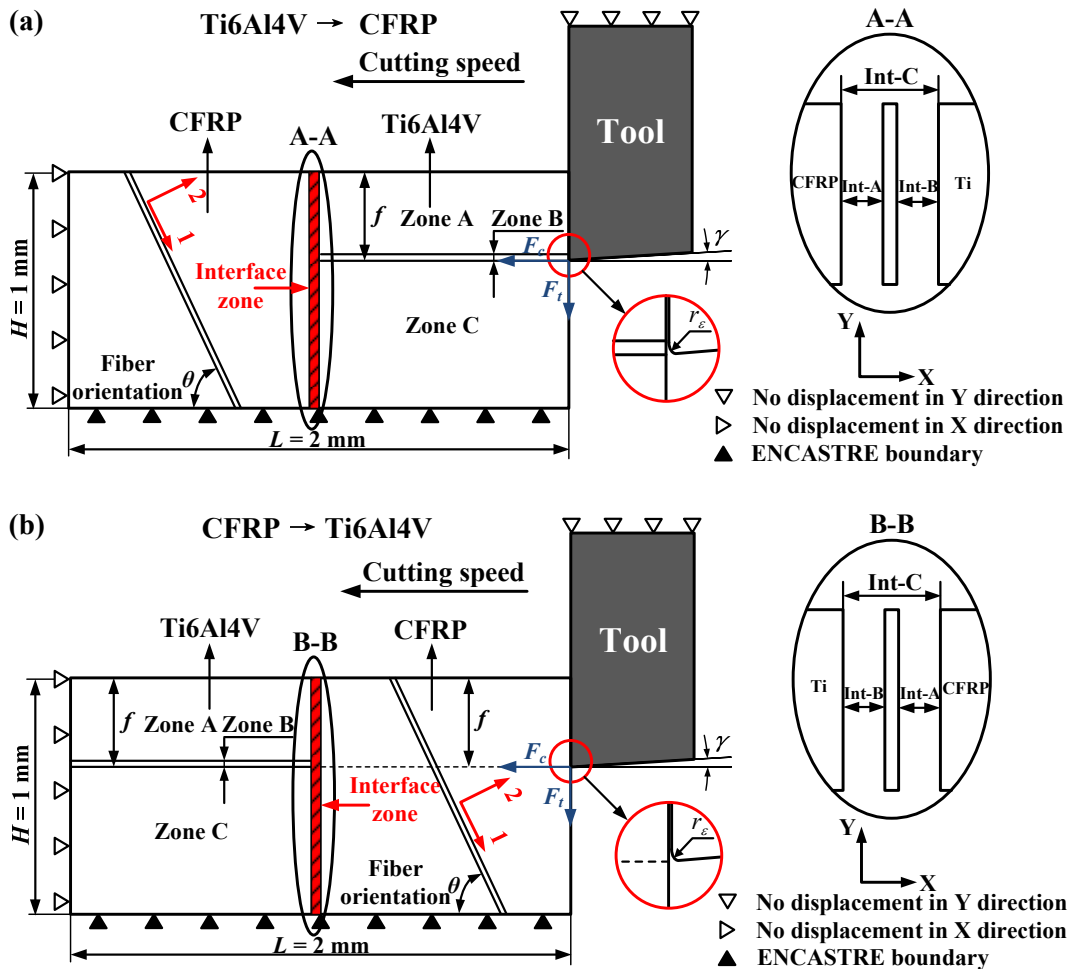 (a)
Ti6Al4V → CFRP
Cutting speed
CFRP
A-A
Ti6Al4V
Tool
2
1
f
Zone A
Zone B
F_c
γ
Interface
zone
F_t
H = 1 mm
Zone C
r_ε
Fiber
orientation
θ
L = 2 mm
A-A
Int-C
CFRP
Int-A
Int-B
Ti
Y
X
No displacement in Y direction
No displacement in X direction
ENCASTRE boundary
(b)
CFRP → Ti6Al4V
Cutting speed
Ti6Al4V
B-B
CFRP
Tool
f
Zone A
Zone B
f
F_c
γ
H = 1 mm
Interface
zone
2
1
F_t
Zone C
r_ε
Fiber
orientation
θ
L = 2 mm
B-B
Int-C
Ti
Int-B
Int-A
CFRP
Y
X
No displacement in Y direction
No displacement in X direction
ENCASTRE boundary